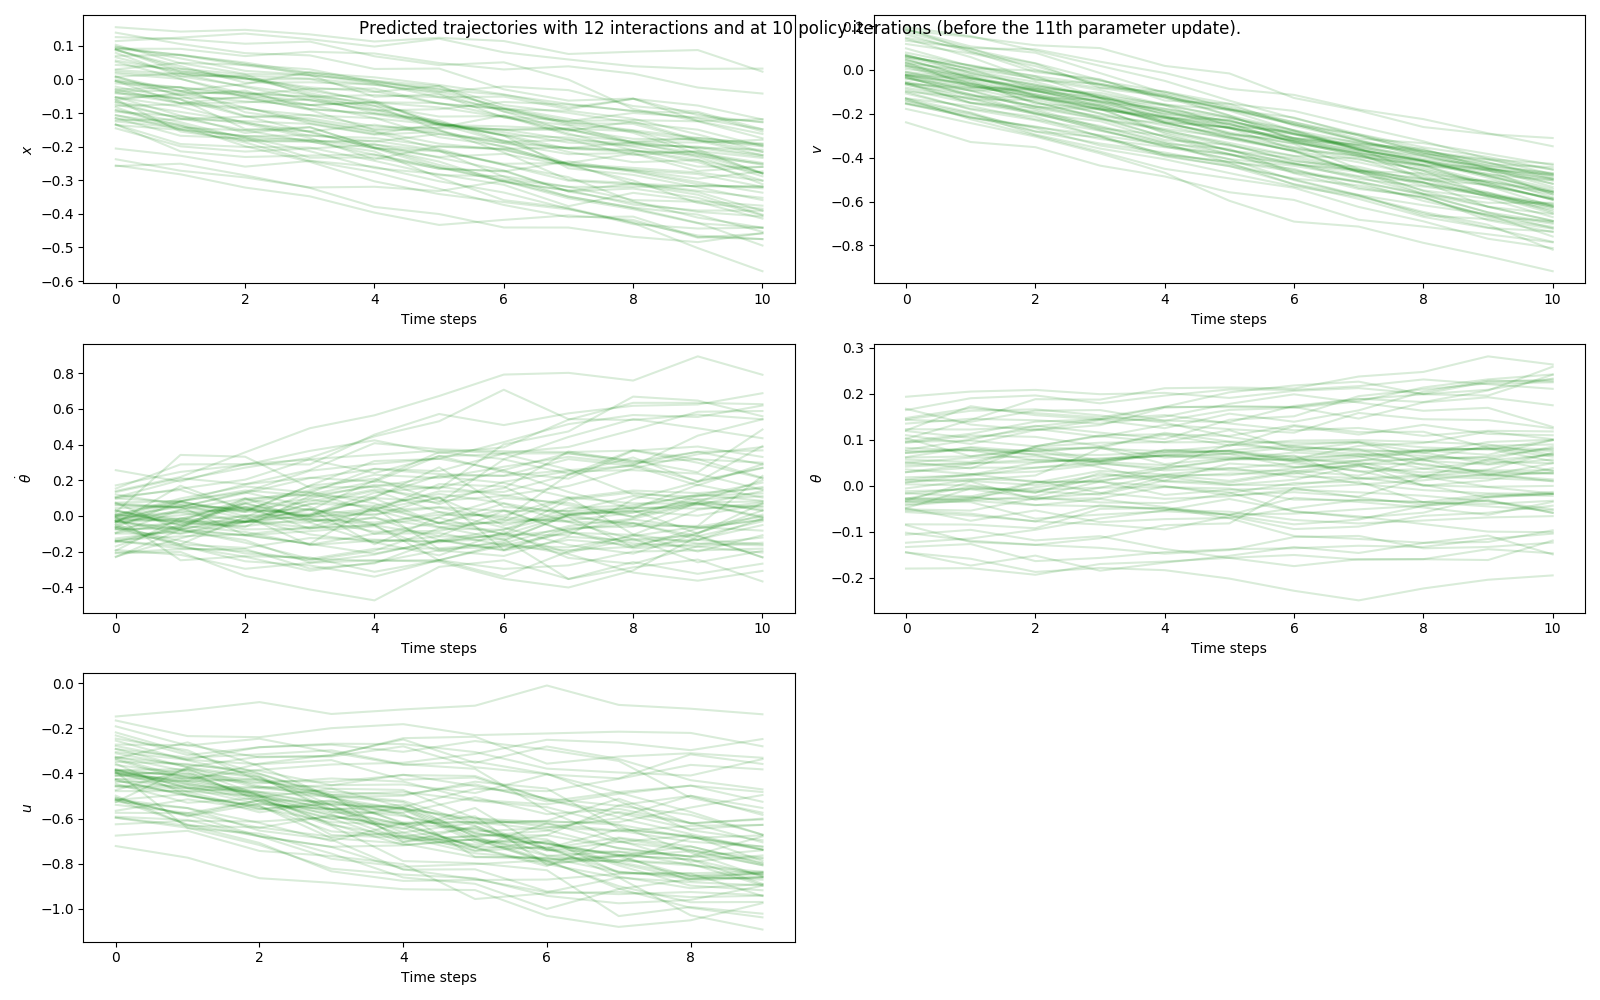 Predicted trajectories with 12 interactions and at 10 policy iterations (before the 11th parameter update).
0.1
0.0
−0.1
−0.2
−0.3
−0.4
−0.5
−0.6
x
0 2 4 6 8 10
Time steps
0.2
0.0
−0.2
−0.4
−0.6
−0.8
v
0 2 4 6 8 10
Time steps
0.8
0.6
0.4
0.2
0.0
−0.2
−0.4
θ̇
0 2 4 6 8 10
Time steps
0.3
0.2
0.1
0.0
−0.1
−0.2
θ
0 2 4 6 8 10
Time steps
0.0
−0.2
−0.4
−0.6
−0.8
−1.0
u
0 2 4 6 8
Time steps